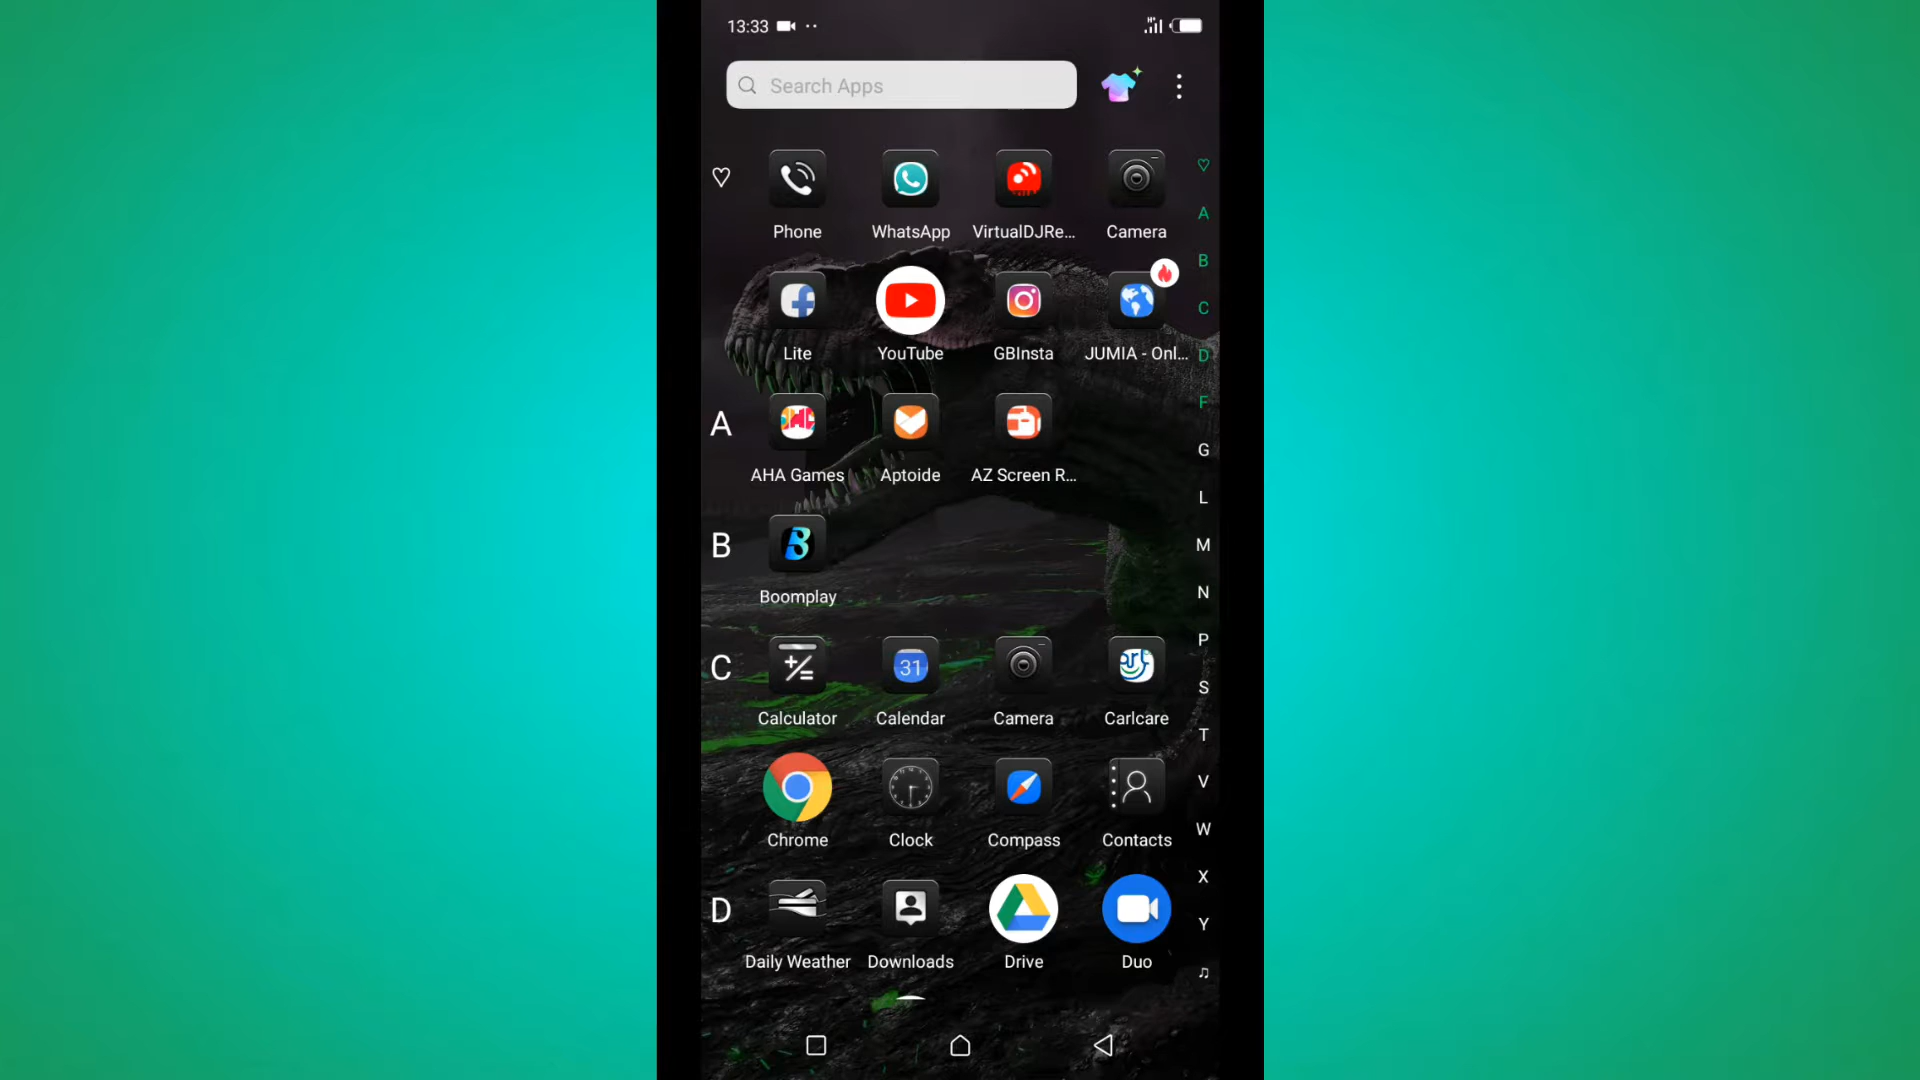 13:33
Search Apps
Phone WhatsApp VirtualDJRe... Camera
Lite YouTube GBInsta JUMIA - Onl...
A
AHA Games Aptoide AZ Screen R...
B
Boomplay
C
31
Calculator Calendar Camera Carlcare
Chrome Clock Compass Contacts
D
Daily Weather Downloads Drive Duo
A
B
C
D
F
G
L
M
N
P
S
T
V
W
X
Y